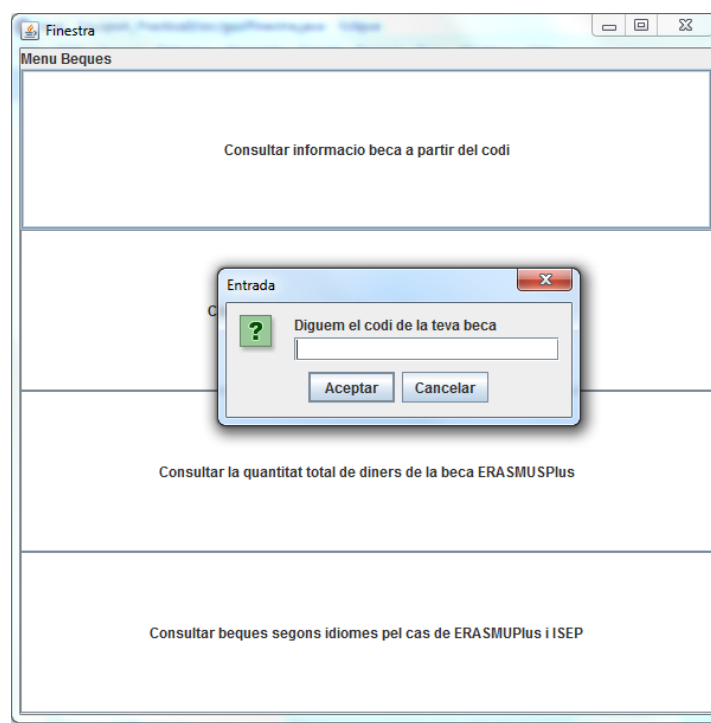 Finestra
Menu Beques
Consultar informacio beca a partir del codi
Entrada
C
? Diguem el codi de la teva beca
Aceptar Cancelar
Consultar la quantitat total de diners de la beca ERASMUSPlus
Consultar beques segons idiomes pel cas de ERASMUPlus i ISEP